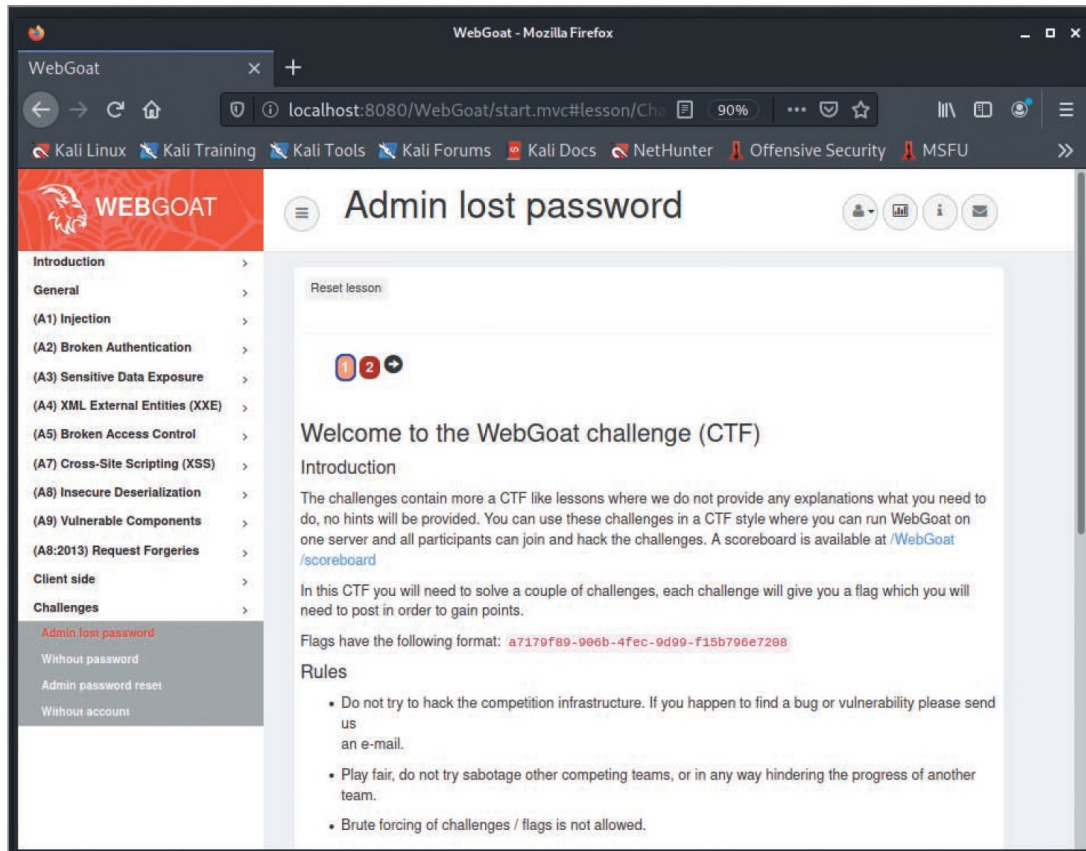 WebGoat - Mozilla Firefox
WebGoat
localhost:8080/WebGoat/start.mvc#lesson/Cha 90%
Kali Linux Kali Training Kali Tools Kali Forums Kali Docs NetHunter Offensive Security MSFU
WEBGOAT
Admin lost password
Introduction
General
(A1) Injection
(A2) Broken Authentication
(A3) Sensitive Data Exposure
(A4) XML External Entities (XXE)
(A5) Broken Access Control
(A7) Cross-Site Scripting (XSS)
(A8) Insecure Deserialization
(A9) Vulnerable Components
(A8:2013) Request Forgeries
Client side
Challenges
Admin lost password
Without password
Admin password reset
Without account
Reset lesson
1 2
Welcome to the WebGoat challenge (CTF)
Introduction
The challenges contain more a CTF like lessons where we do not provide any explanations what you need to
do, no hints will be provided. You can use these challenges in a CTF style where you can run WebGoat on
one server and all participants can join and hack the challenges. A scoreboard is available at /WebGoat
/scoreboard
In this CTF you will need to solve a couple of challenges, each challenge will give you a flag which you will
need to post in order to gain points.
Flags have the following format: a7179f89-906b-4fec-9d99-f15b796e7208
Rules
• Do not try to hack the competition infrastructure. If you happen to find a bug or vulnerability please send
us
an e-mail.
• Play fair, do not try sabotage other competing teams, or in any way hindering the progress of another
team.
• Brute forcing of challenges / flags is not allowed.